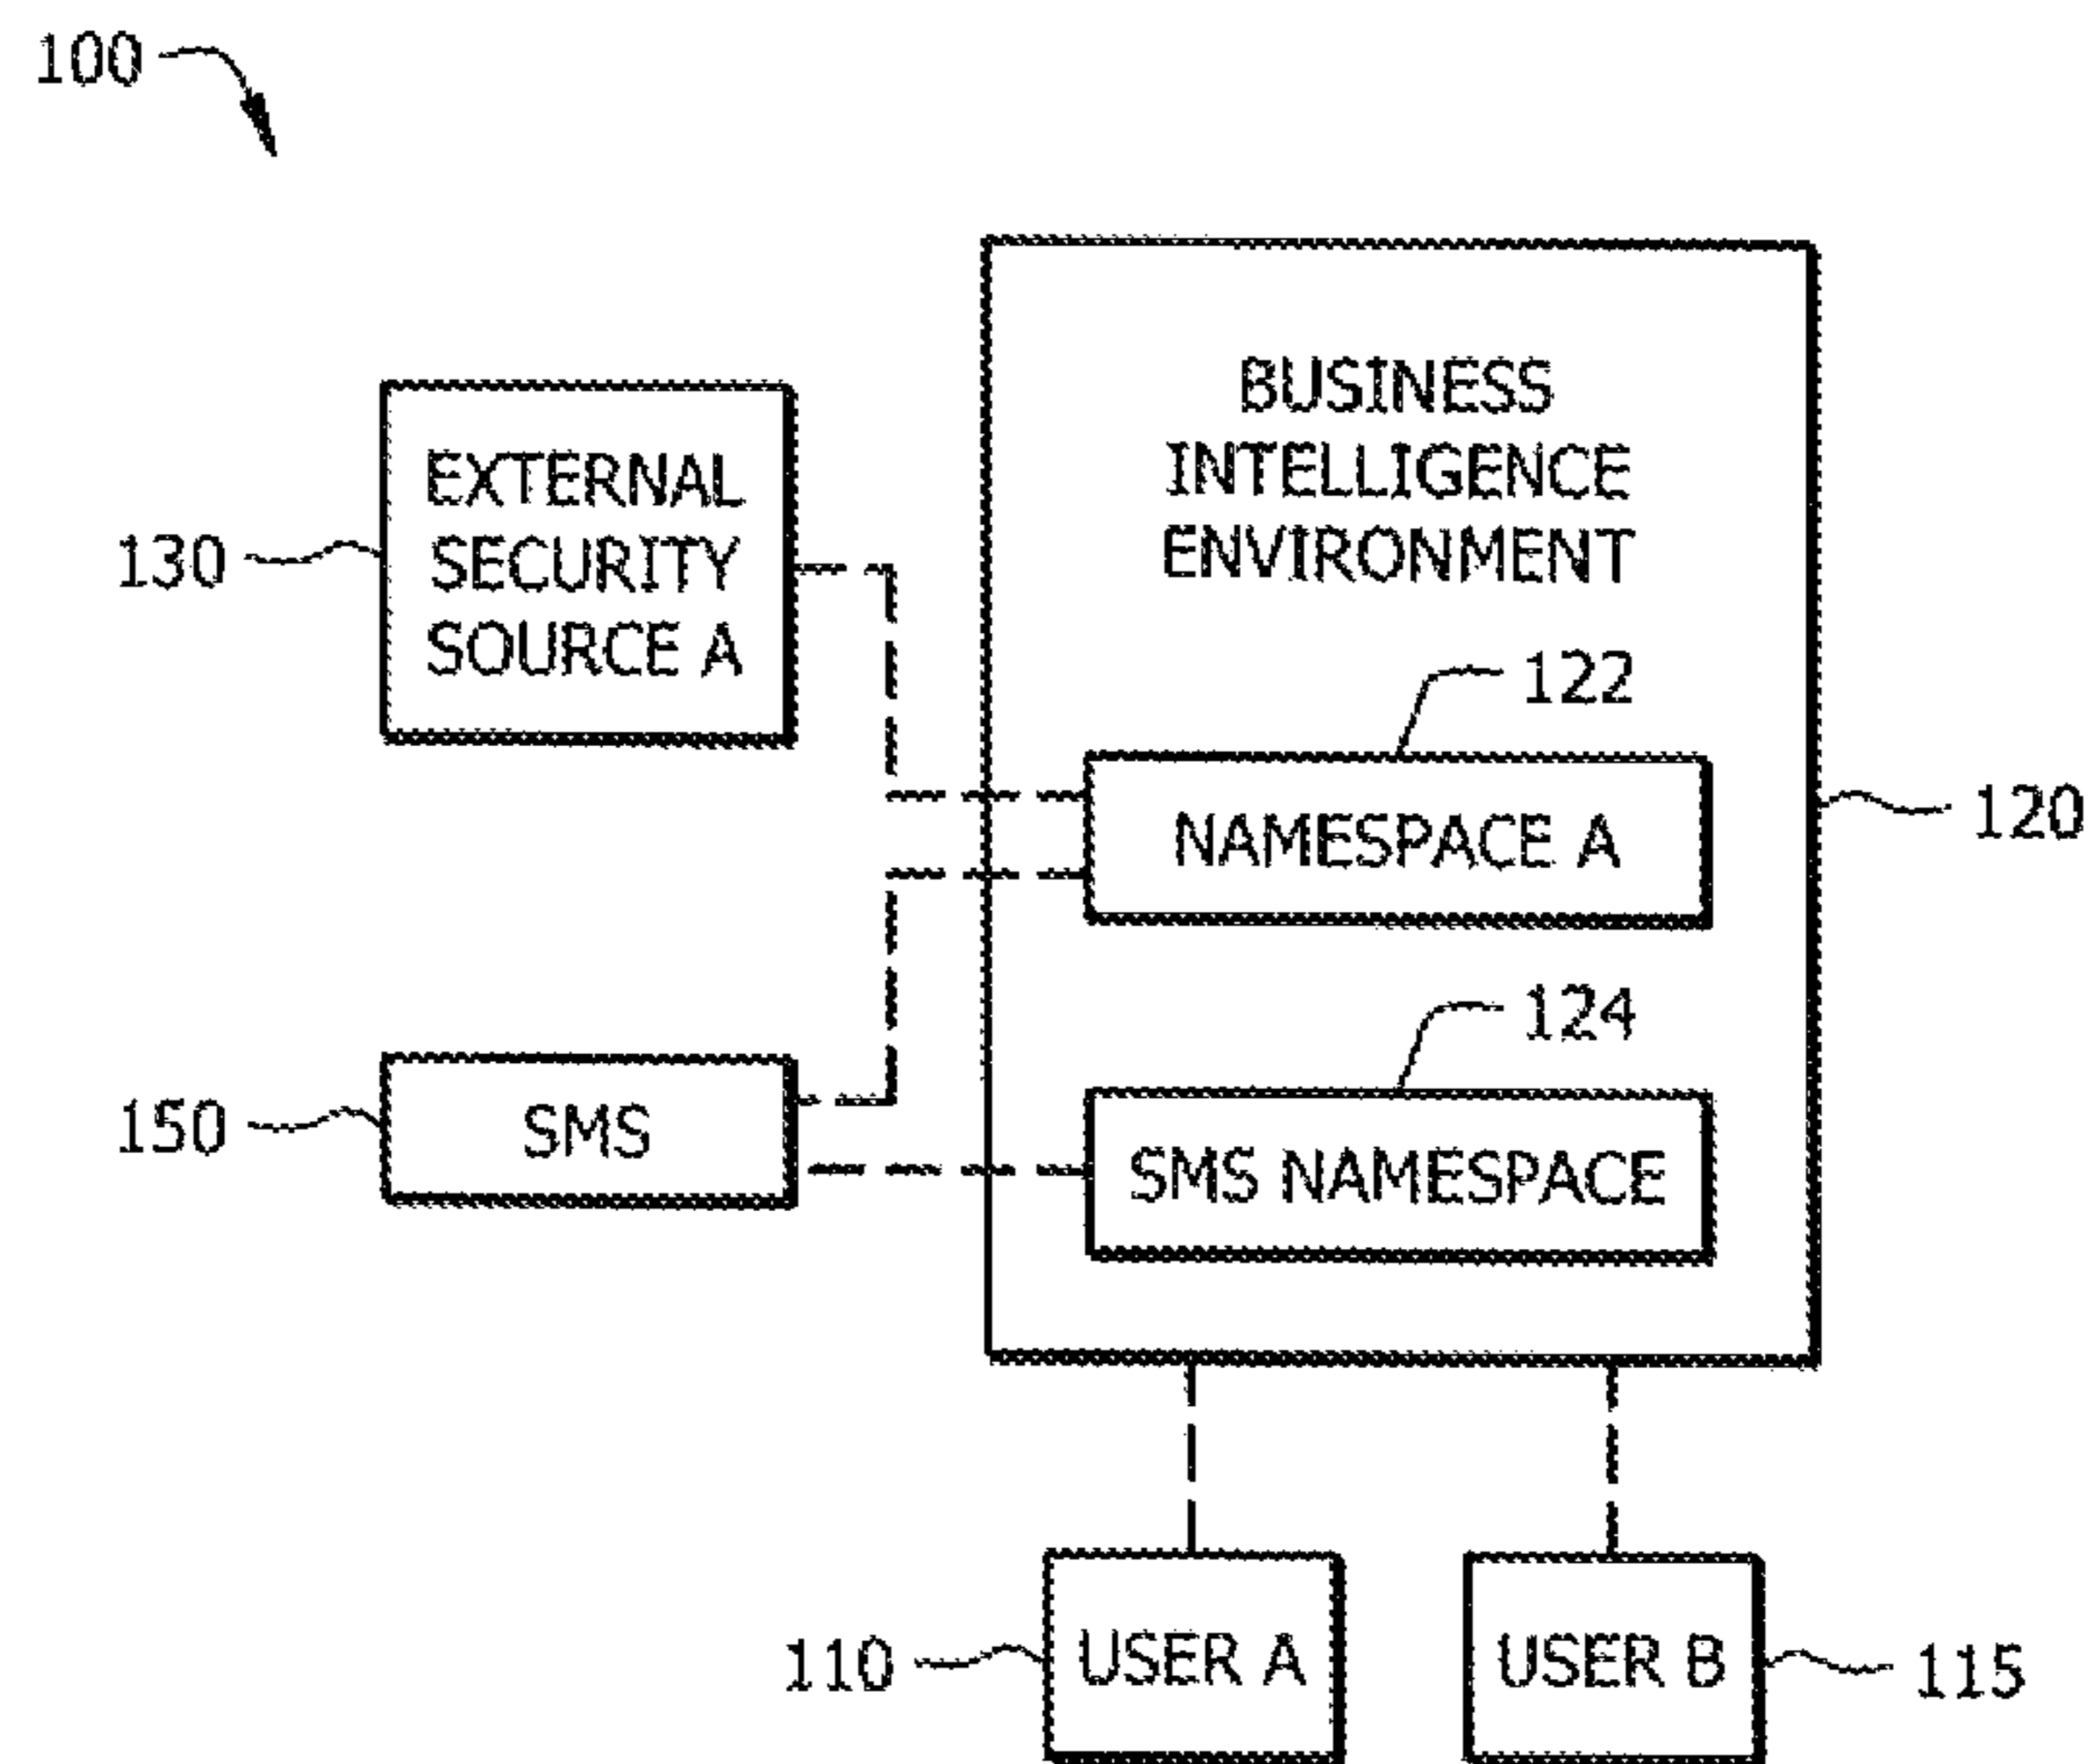 100
BUSINESS
INTELLIGENCE
ENVIRONMENT
EXTERNAL
SECURITY
SOURCE A
130
122
NAMESPACE A
120
124
150
SMS
SMS NAMESPACE
110
USER A
USER B
115